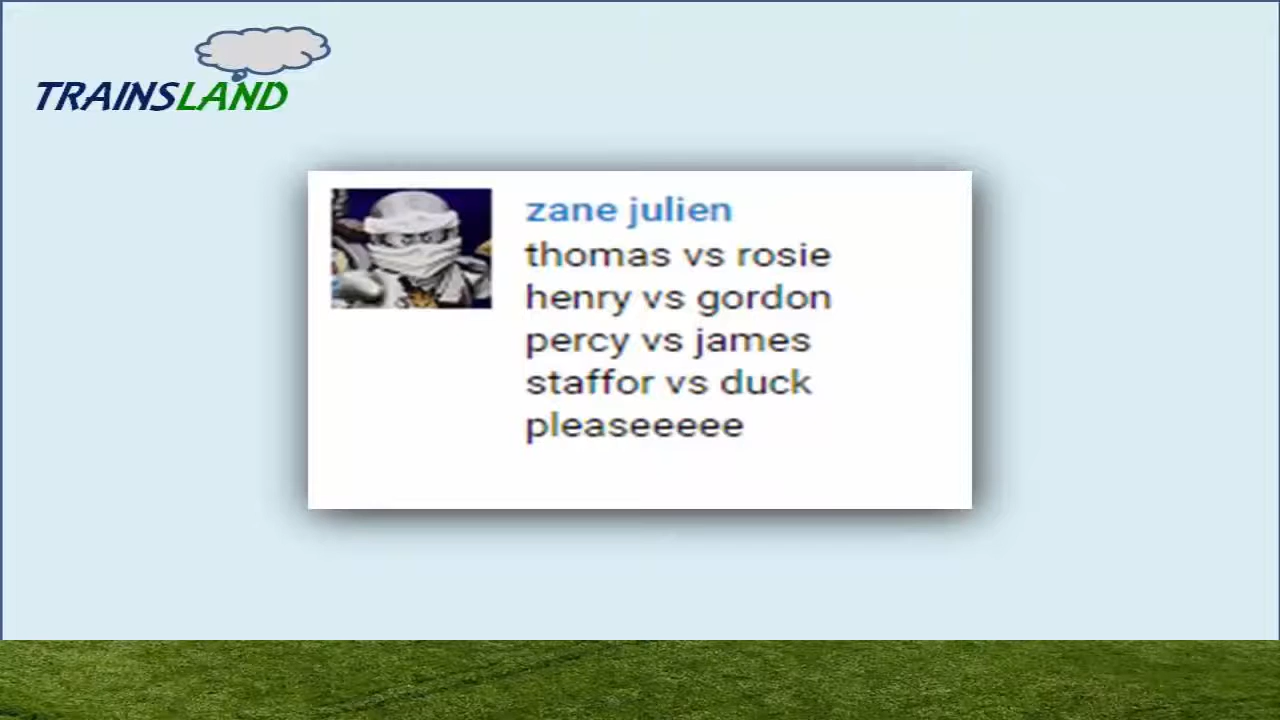 TRAINSLAND
zane julien
thomas vs rosie
henry vs gordon
percy vs james
staffor vs duck
pleaseeeee